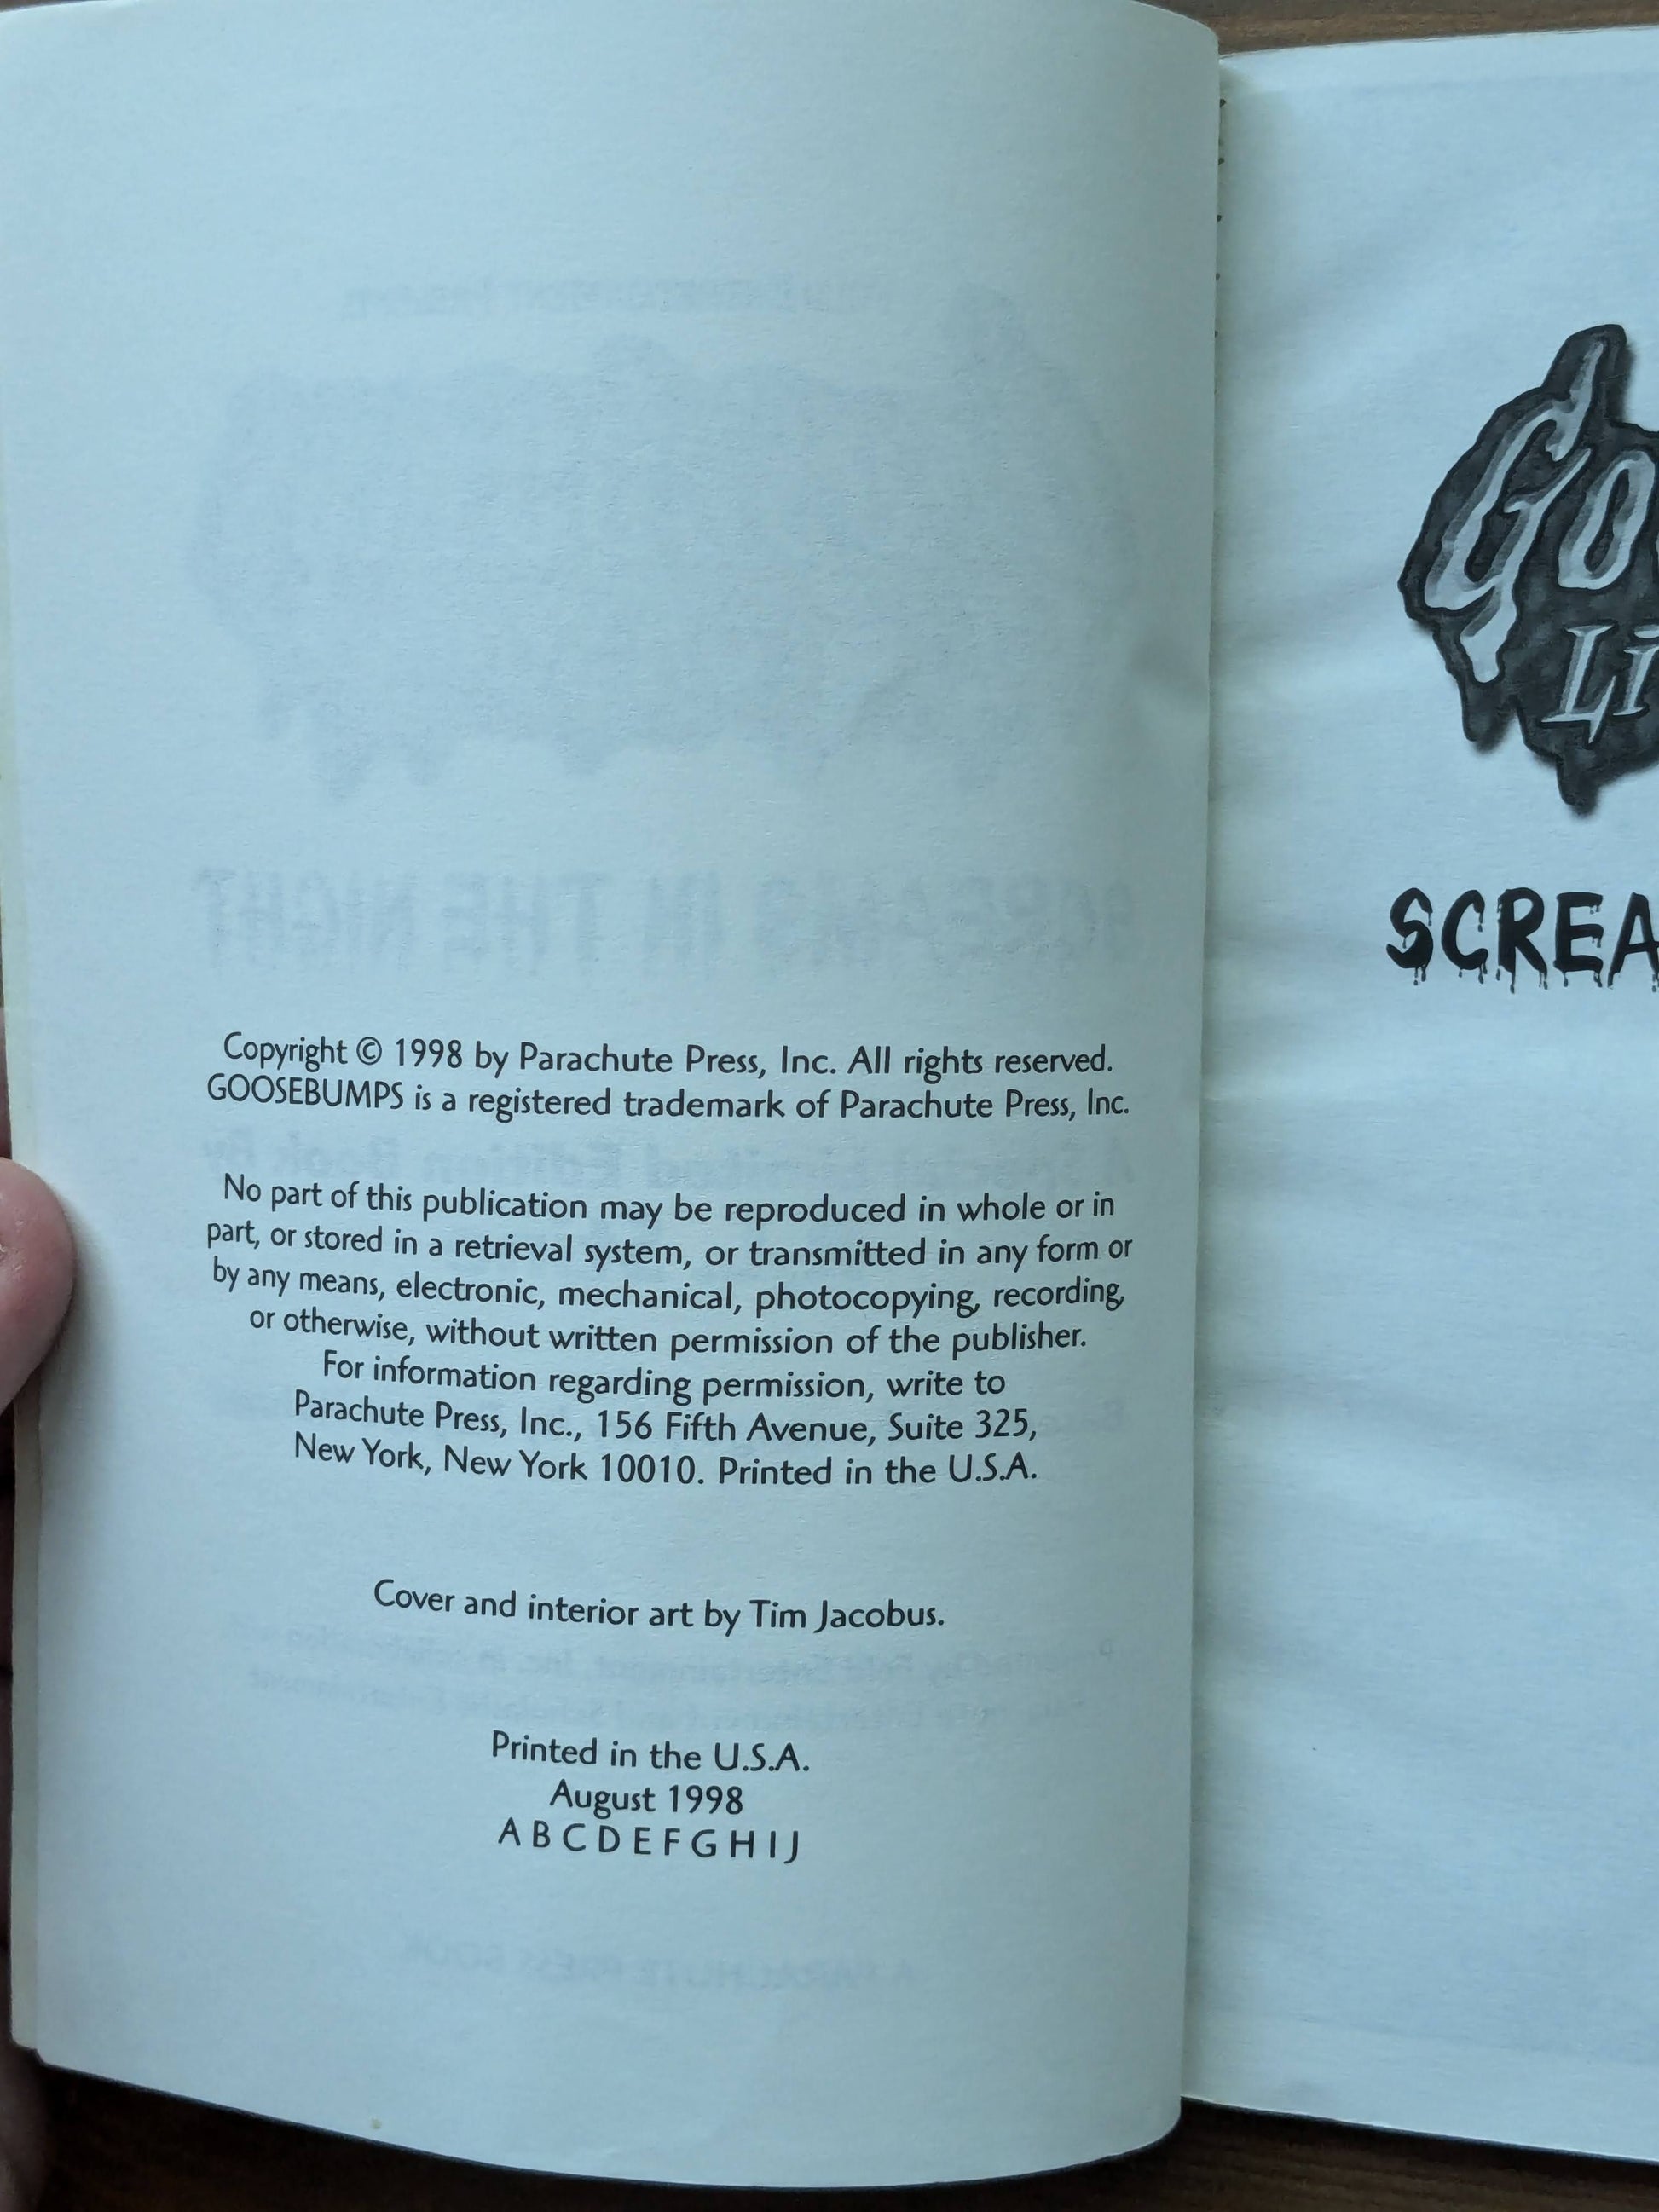 Copyright © 1998 by Parachute Press, Inc. All rights reserved.
GOOSEBUMPS is a registered trademark of Parachute Press, Inc.
No part of this publication may be reproduced in whole or in
part, or stored in a retrieval system, or transmitted in any form or
by any means, electronic, mechanical, photocopying, recording,
or otherwise, without written permission of the publisher.
For information regarding permission, write to
Parachute Press, Inc., 156 Fifth Avenue, Suite 325,
New York, New York 10010. Printed in the U.S.A.
Cover and interior art by Tim Jacobus.
Printed in the U.S.A.
August 1998
A B C D E F G H I J
Go
Li
SCREA